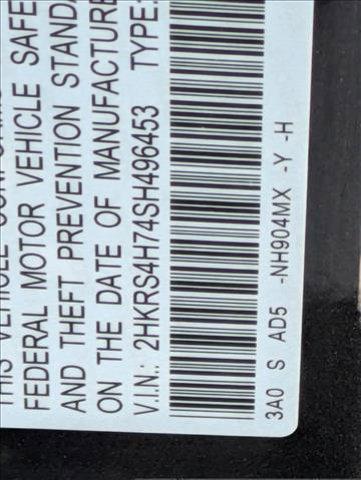 FEDERAL MOTOR VEHICLE SAFE
AND THEFT PREVENTION STANDA
ON THE DATE OF MANUFACTURE
V.I.N.: 2HKRS4H74SH496453 TYPE:
3A0 S AD5 -NH904MX -Y -H